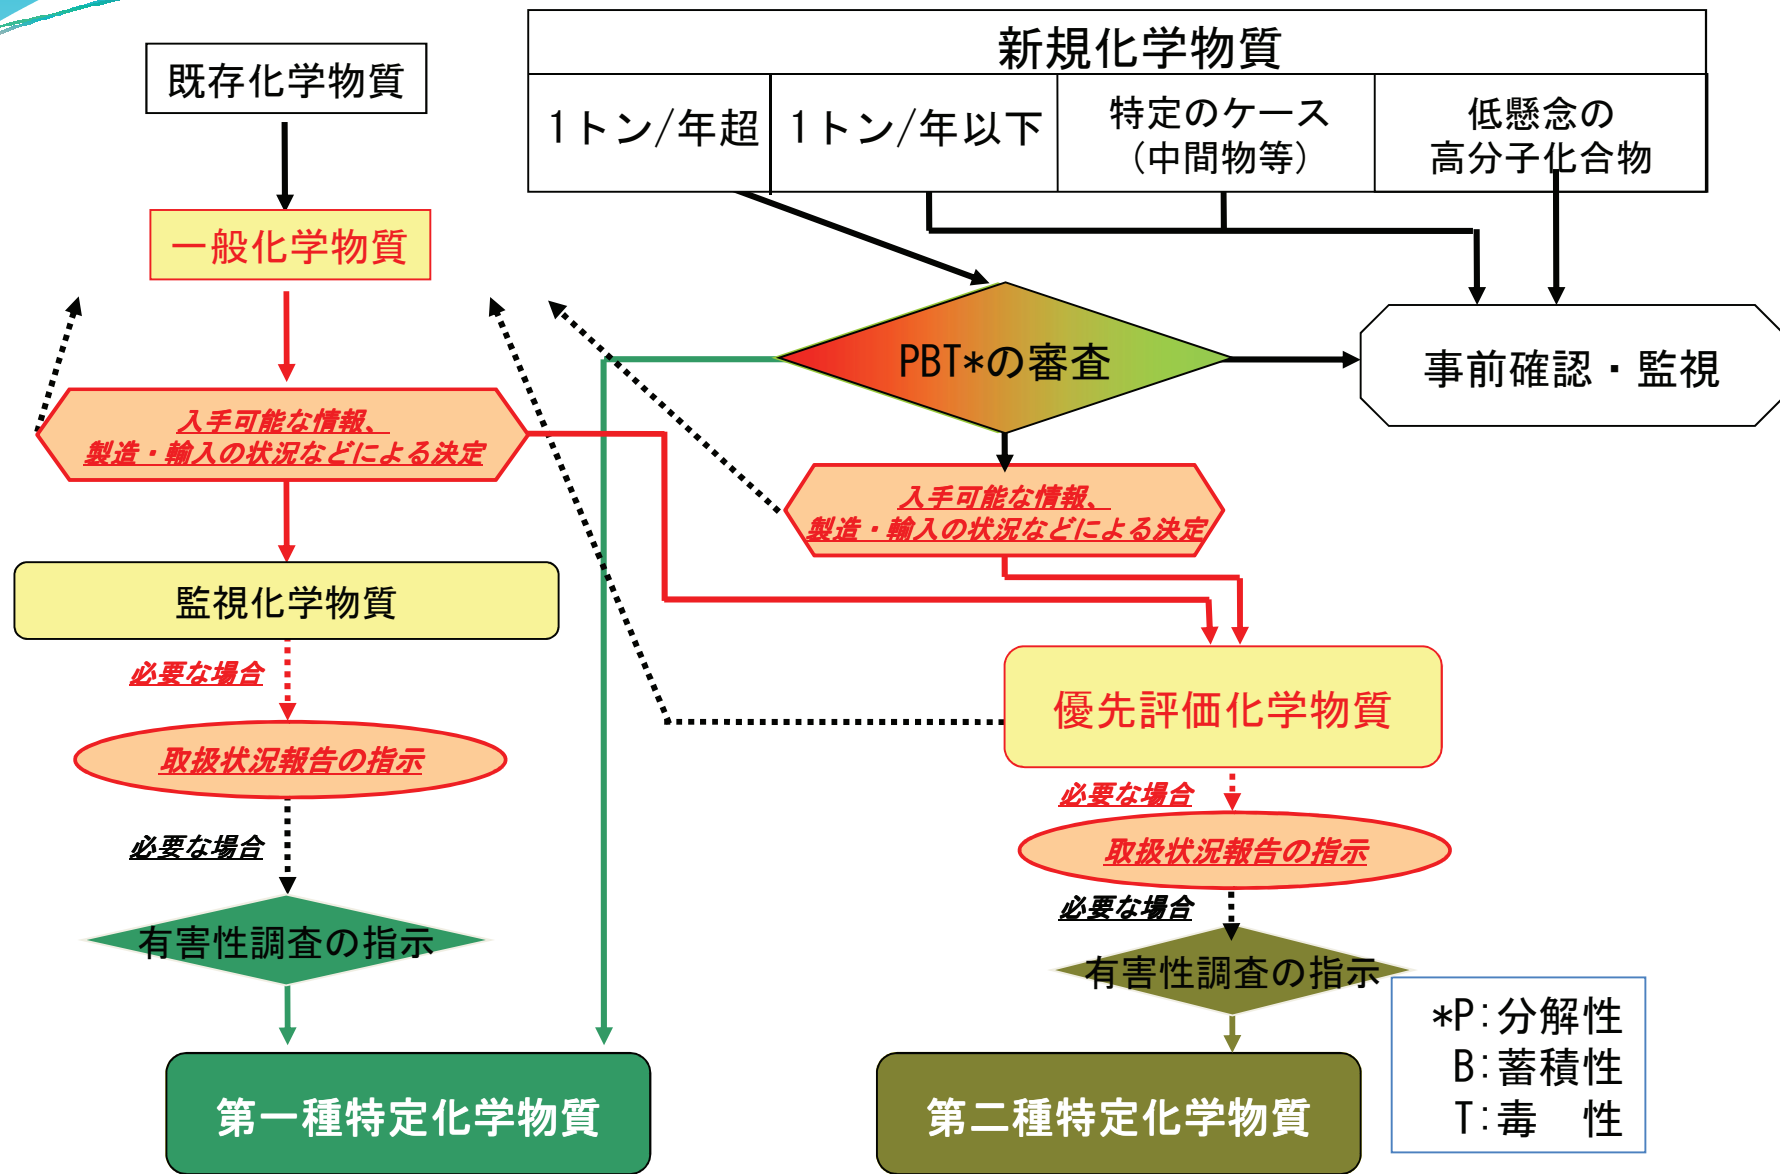 既存化学物質
新規化学物質
1トン/年超
1トン/年以下
特定のケース
(中間物等)
低懸念の
高分子化合物
一般化学物質
PBT*の審査
事前確認・監視
入手可能な情報、
製造・輸入の状況などによる決定
入手可能な情報、
製造・輸入の状況などによる決定
監視化学物質
必要な場合
優先評価化学物質
取扱状況報告の指示
必要な場合
必要な場合
取扱状況報告の指示
必要な場合
有害性調査の指示
有害性調査の指示
*P:分解性
B:蓄積性
T:毒 性
第一種特定化学物質
第二種特定化学物質